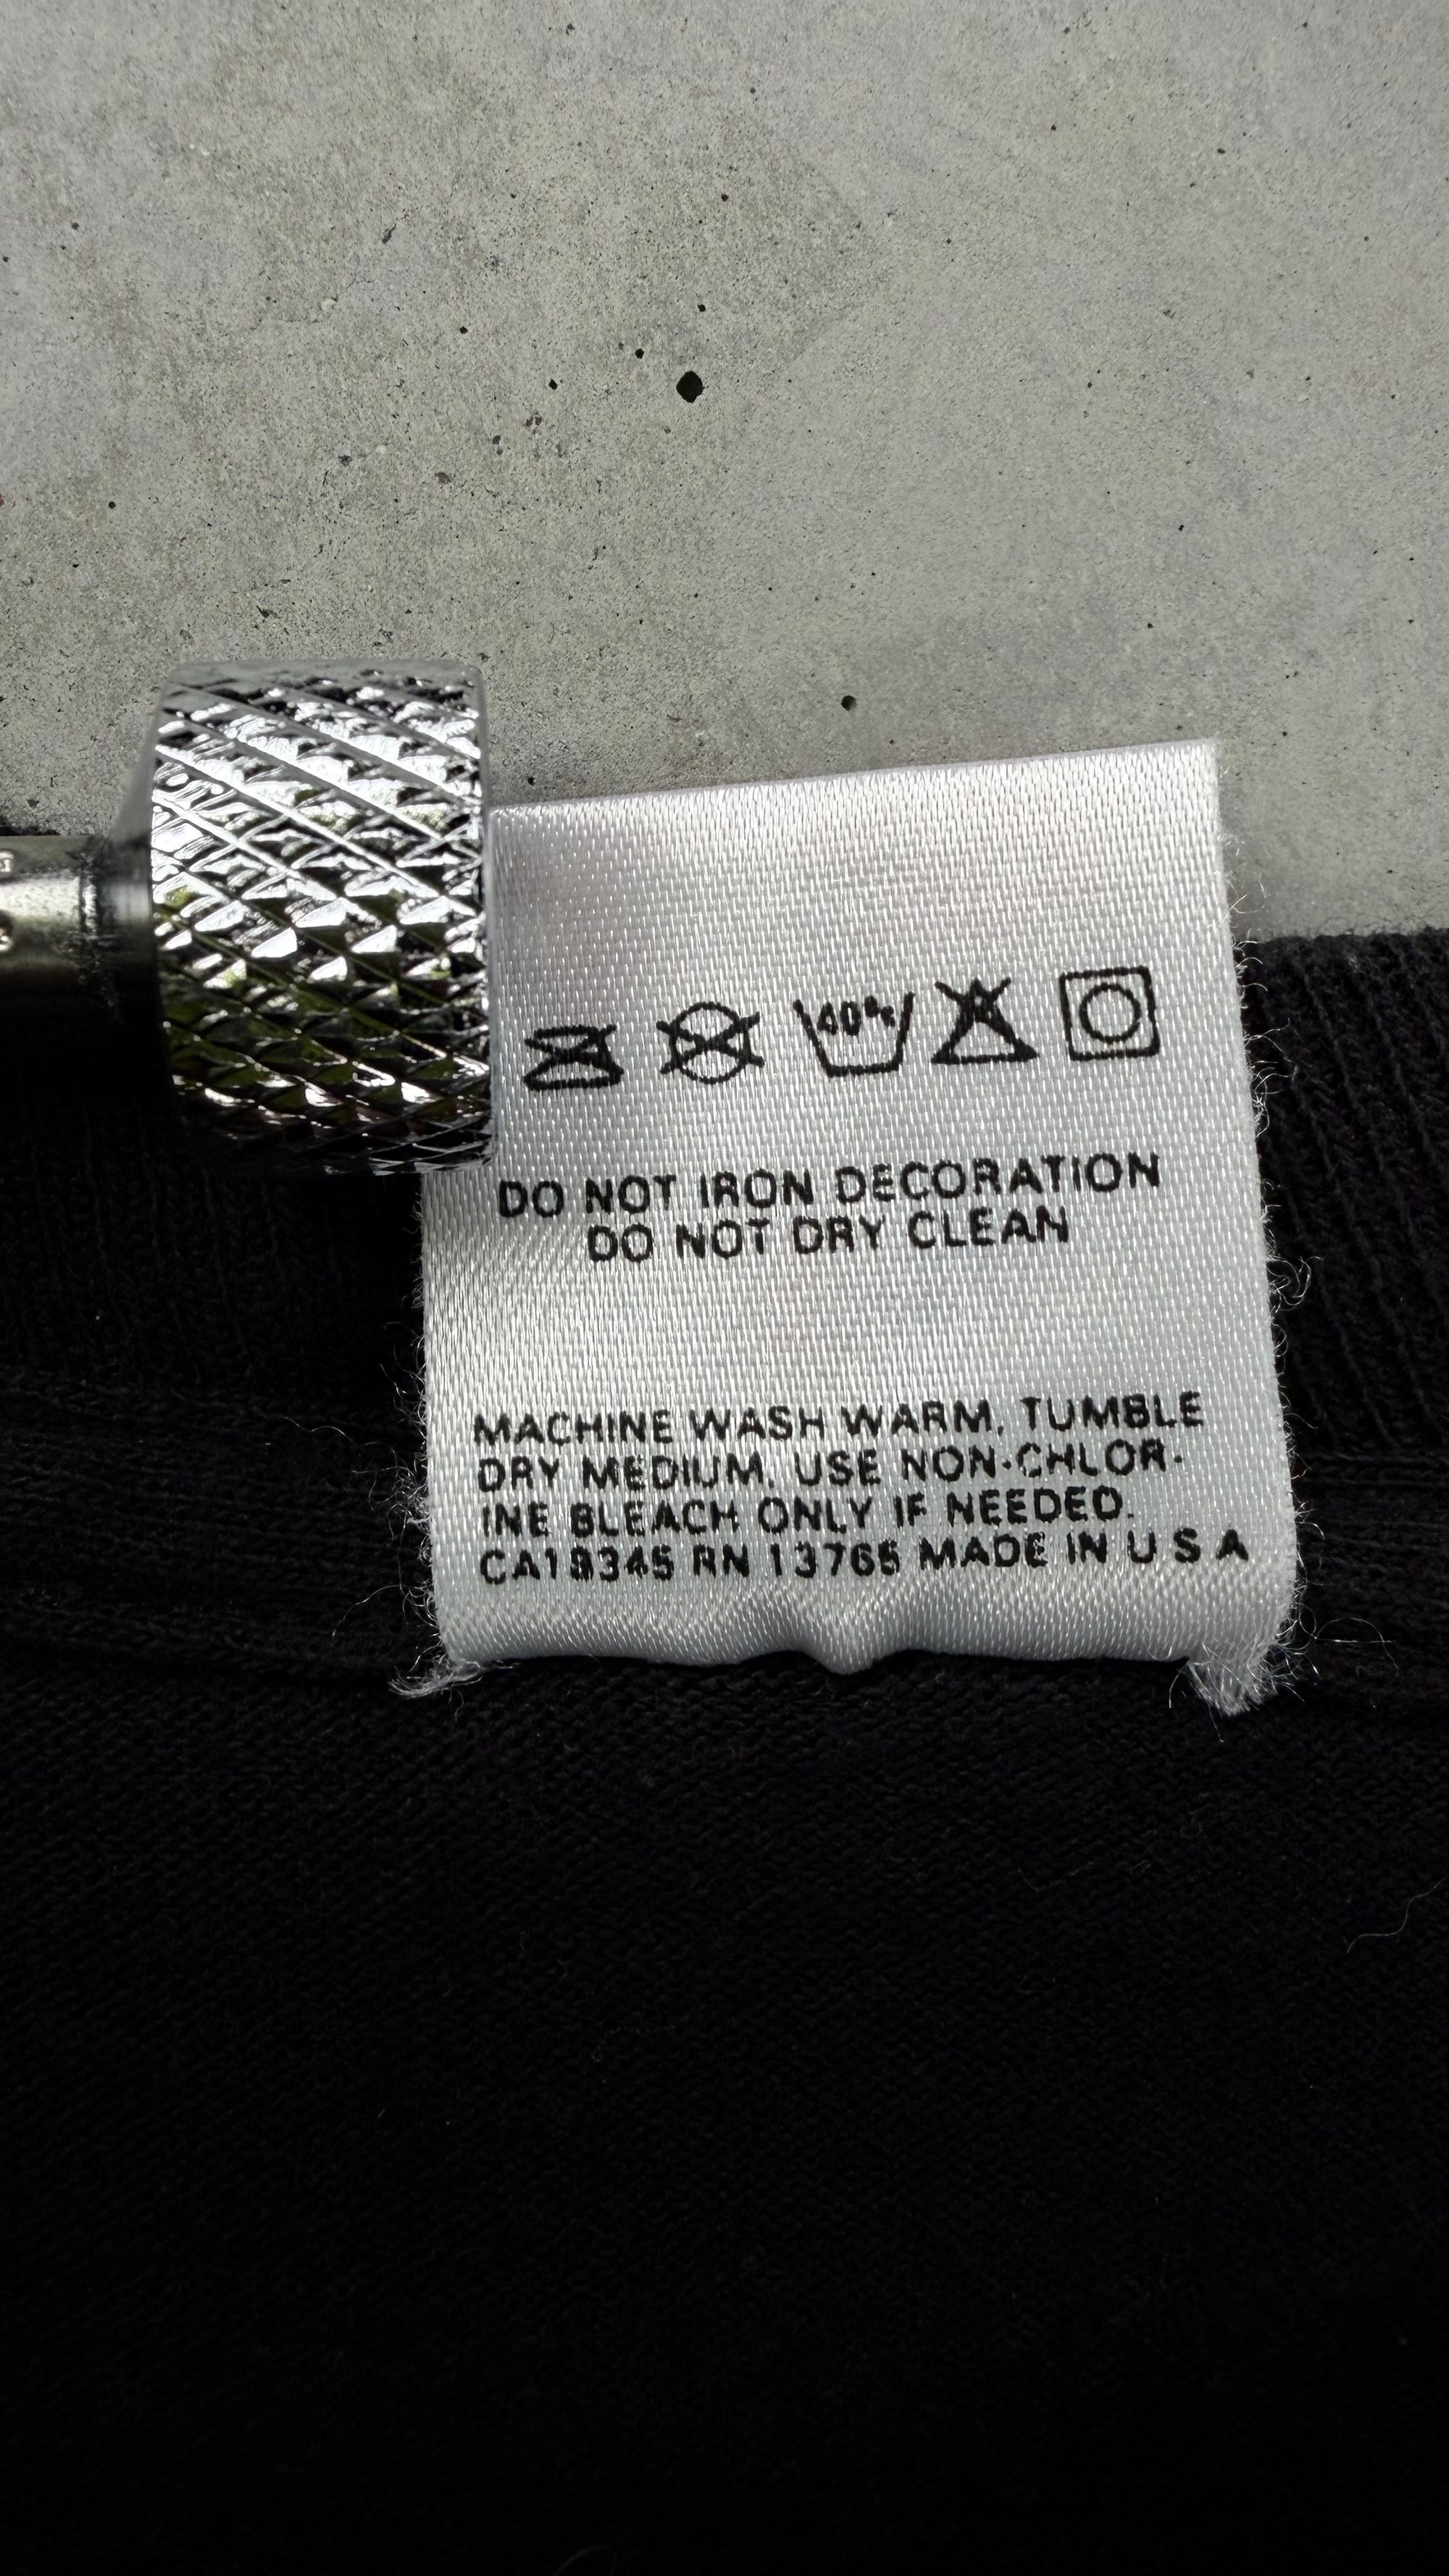 40°c
DO NOT IRON DECORATION
DO NOT DRY CLEAN
MACHINE WASH WARM, TUMBLE
DRY MEDIUM. USE NON-CHLOR-
INE BLEACH ONLY IF NEEDED.
CA18345 RN 13765 MADE IN U S A